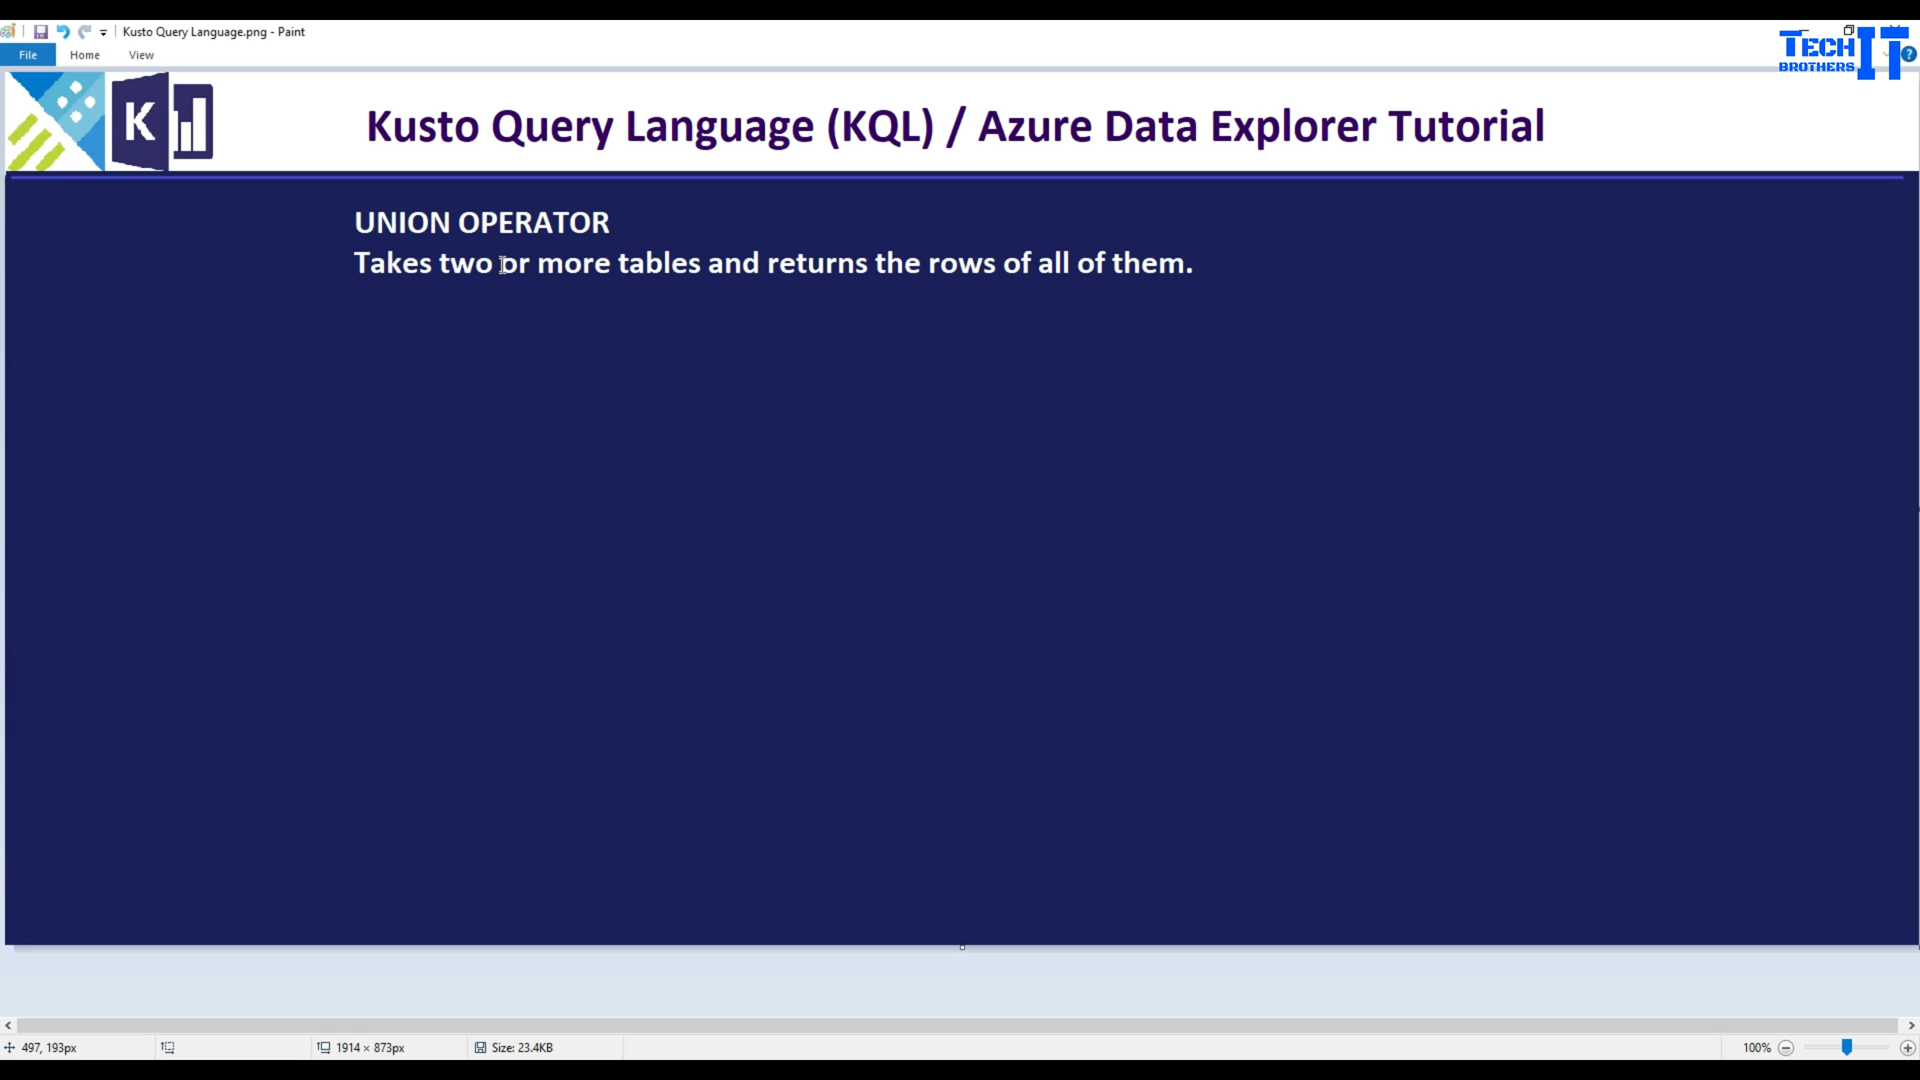 Kusto Query Language.png - Paint
File Home View
TECH IT
BROTHERS
K
Kusto Query Language (KQL) / Azure Data Explorer Tutorial
UNION OPERATOR
Takes two or more tables and returns the rows of all of them.
497, 193px
1914 × 873px
Size: 23.4KB
100%